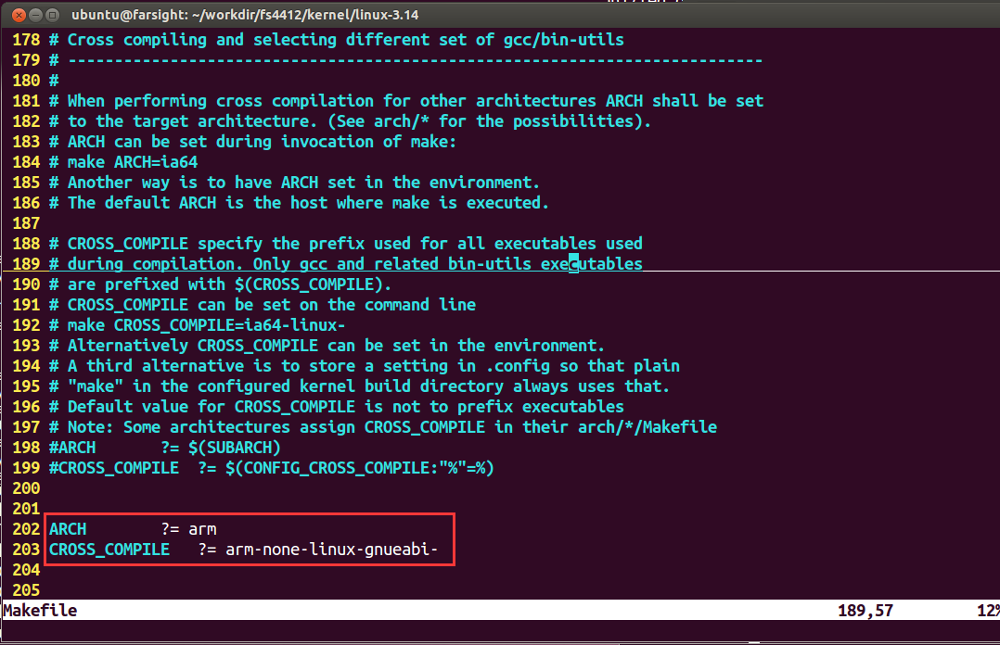 ubuntu@farsight: ~/workdir/fs4412/kernel/linux-3.14
178 # Cross compiling and selecting different set of gcc/bin-utils
179 # ---------------------------------------------------------------------------
180 #
181 # When performing cross compilation for other architectures ARCH shall be set
182 # to the target architecture. (See arch/* for the possibilities).
183 # ARCH can be set during invocation of make:
184 # make ARCH=ia64
185 # Another way is to have ARCH set in the environment.
186 # The default ARCH is the host where make is executed.
187
188 # CROSS_COMPILE specify the prefix used for all executables used
189 # during compilation. Only gcc and related bin-utils executables
190 # are prefixed with $(CROSS_COMPILE).
191 # CROSS_COMPILE can be set on the command line
192 # make CROSS_COMPILE=ia64-linux-
193 # Alternatively CROSS_COMPILE can be set in the environment.
194 # A third alternative is to store a setting in .config so that plain
195 # "make" in the configured kernel build directory always uses that.
196 # Default value for CROSS_COMPILE is not to prefix executables
197 # Note: Some architectures assign CROSS_COMPILE in their arch/*/Makefile
198 #ARCH ?= $(SUBARCH)
199 #CROSS_COMPILE ?= $(CONFIG_CROSS_COMPILE:"%"=%)
200
201
202 ARCH ?= arm
203 CROSS_COMPILE ?= arm-none-linux-gnueabi-
204
205
Makefile 189,57 12%